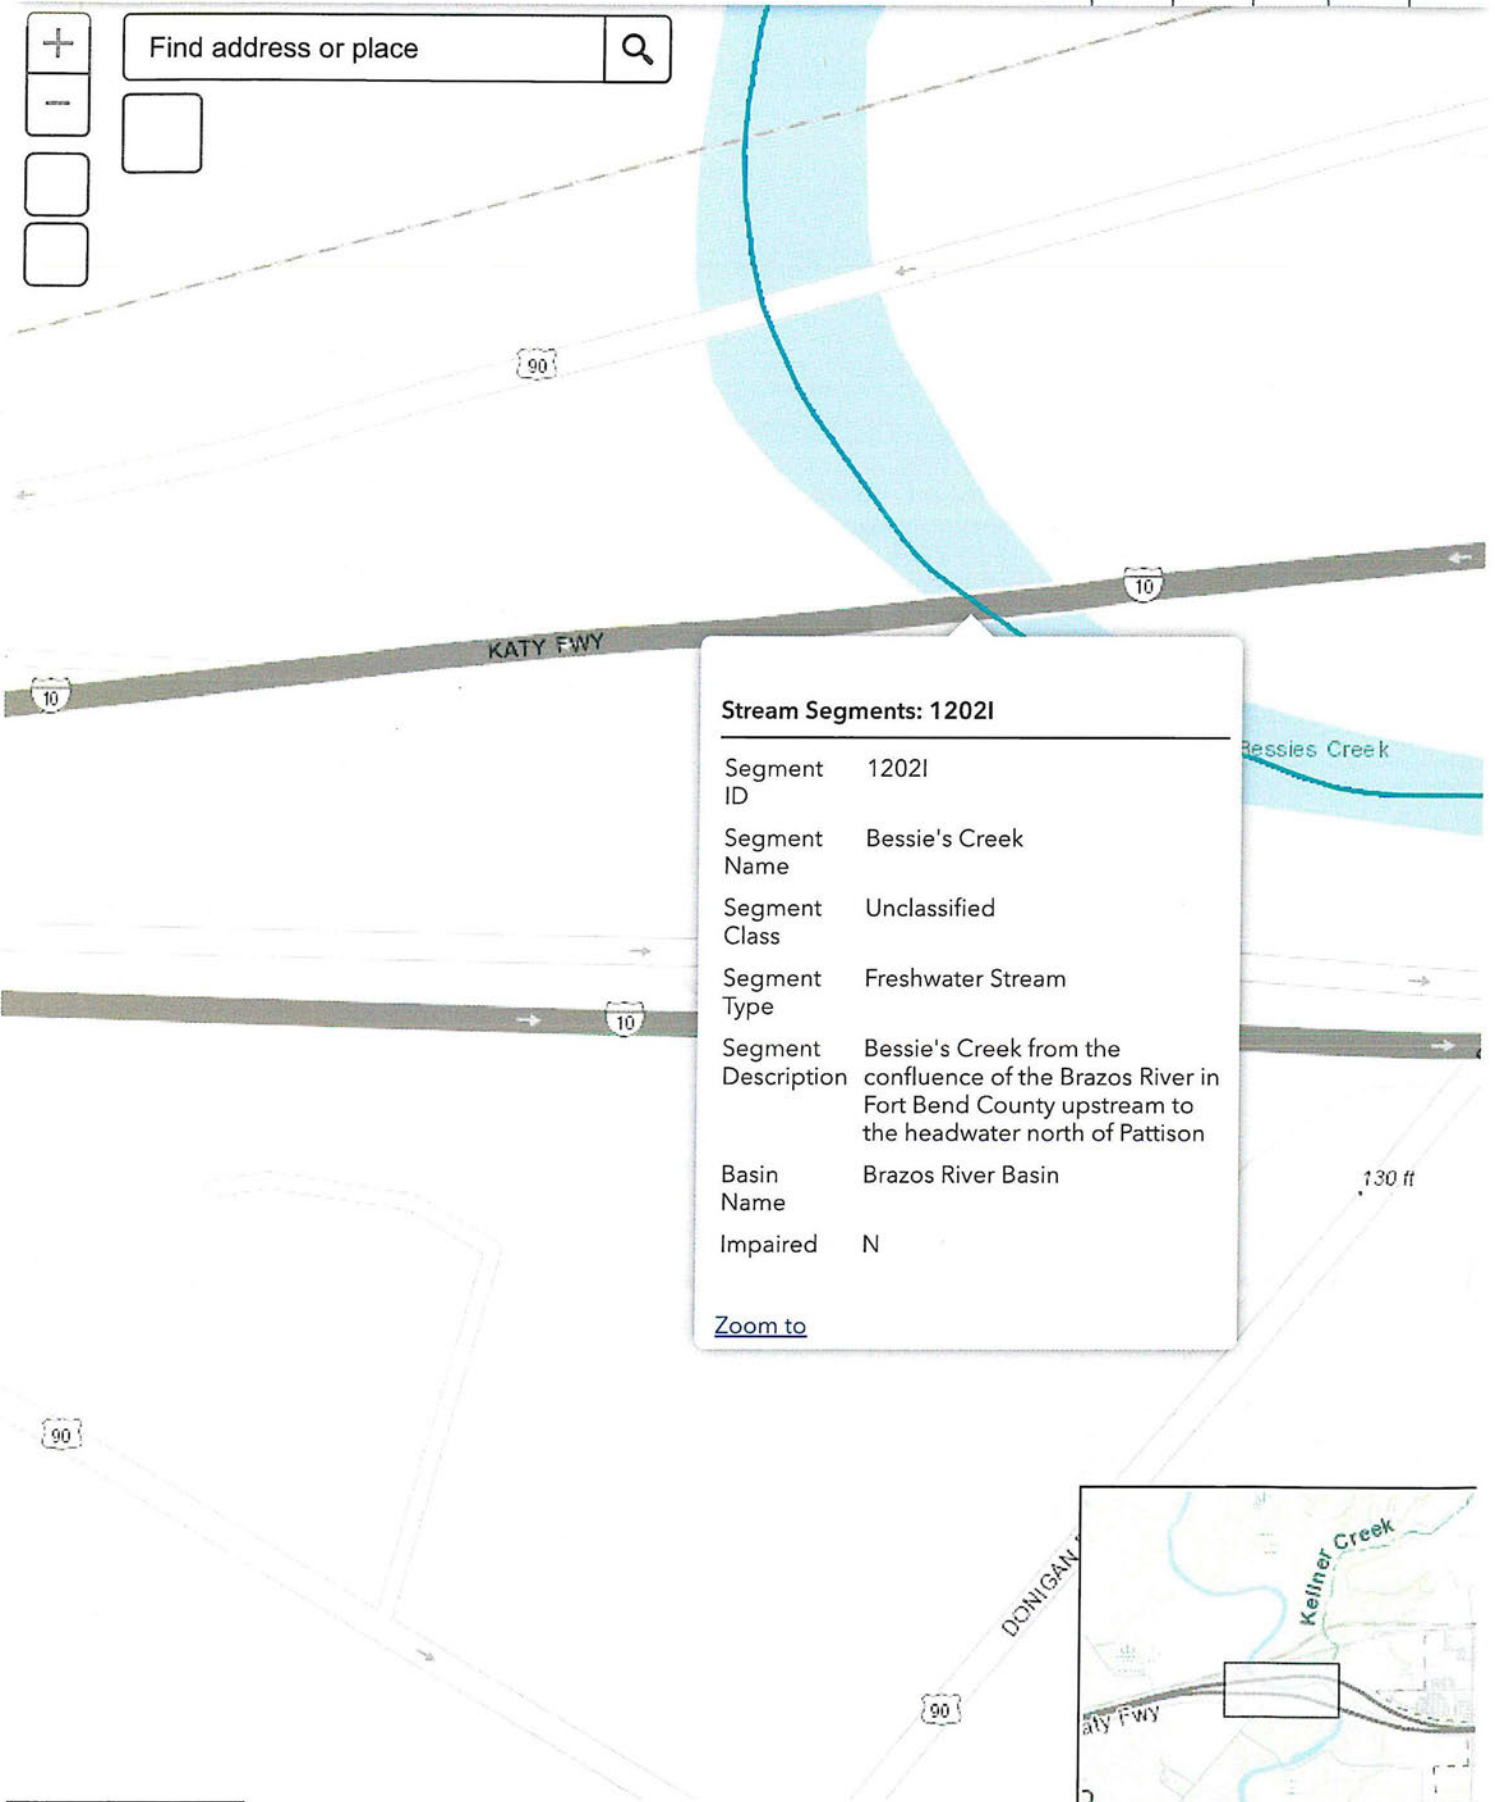 +
Find address or place
−
90
10
KATY FWY
10
Stream Segments: 1202I
Segment ID
1202I
Bessies Creek
Segment Name
Bessie's Creek
Segment Class
Unclassified
Segment Type
Freshwater Stream
10
Segment Description
Bessie's Creek from the
confluence of the Brazos River in
Fort Bend County upstream to
the headwater north of Pattison
Basin Name
Brazos River Basin
130 ft
Impaired
N
Zoom to
90
DONIGAN
Kellner Creek
90
aty Fwy